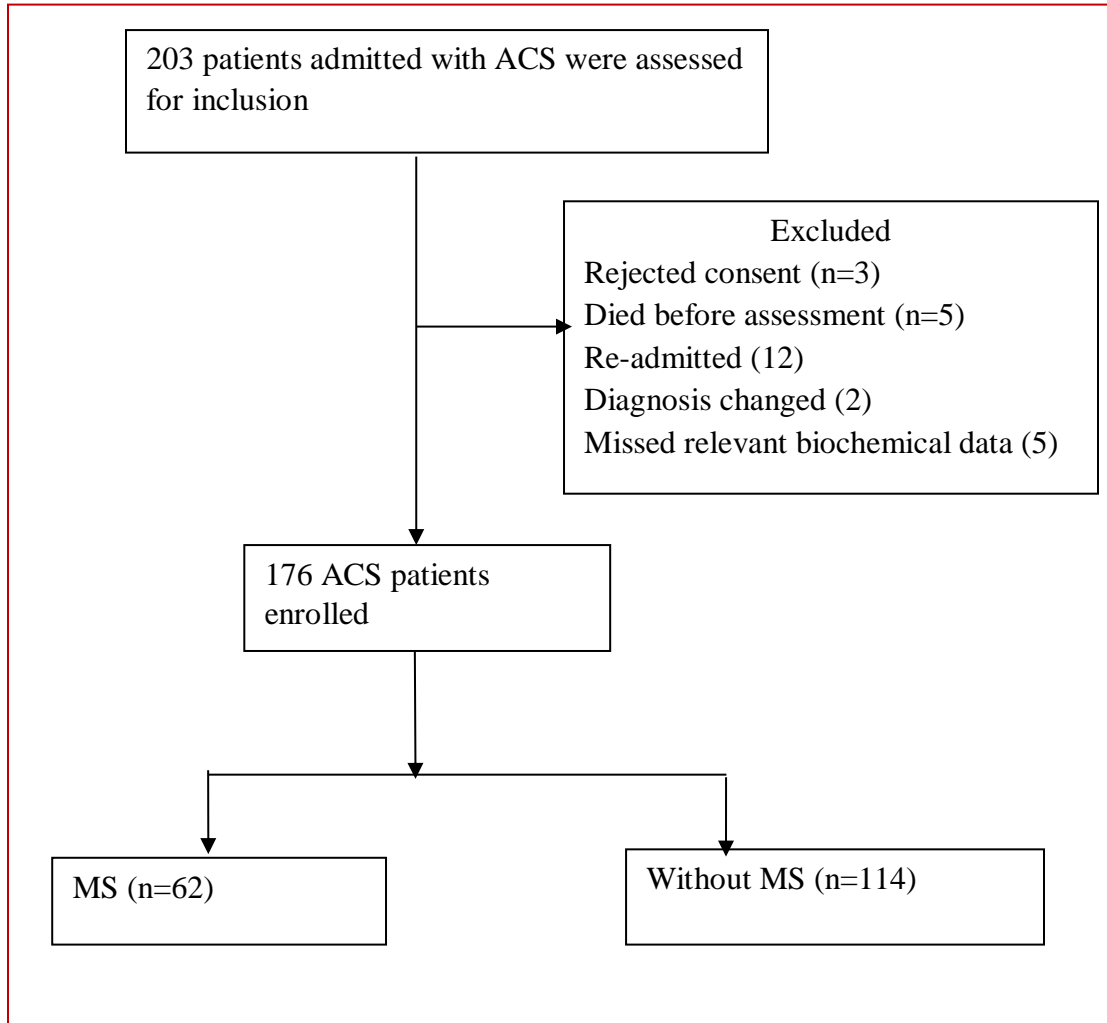 203 patients admitted with ACS were assessed
for inclusion
Excluded
Rejected consent (n=3)
Died before assessment (n=5)
Re-admitted (12)
Diagnosis changed (2)
Missed relevant biochemical data (5)
176 ACS patients
enrolled
MS (n=62)
Without MS (n=114)